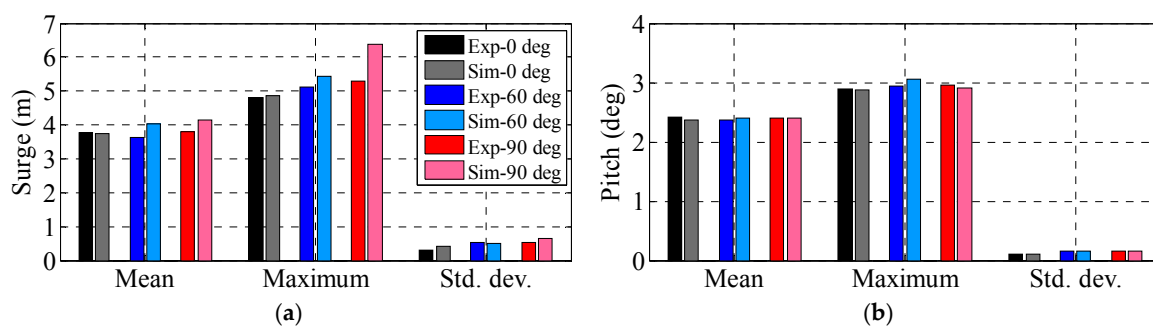 Surge (m)
7
6
5
4
3
2
1
0
Exp-0 deg
Sim-0 deg
Exp-60 deg
Sim-60 deg
Exp-90 deg
Sim-90 deg
Mean Maximum Std. dev.
(a)
Pitch (deg)
4
3
2
1
0
Mean Maximum Std. dev.
(b)